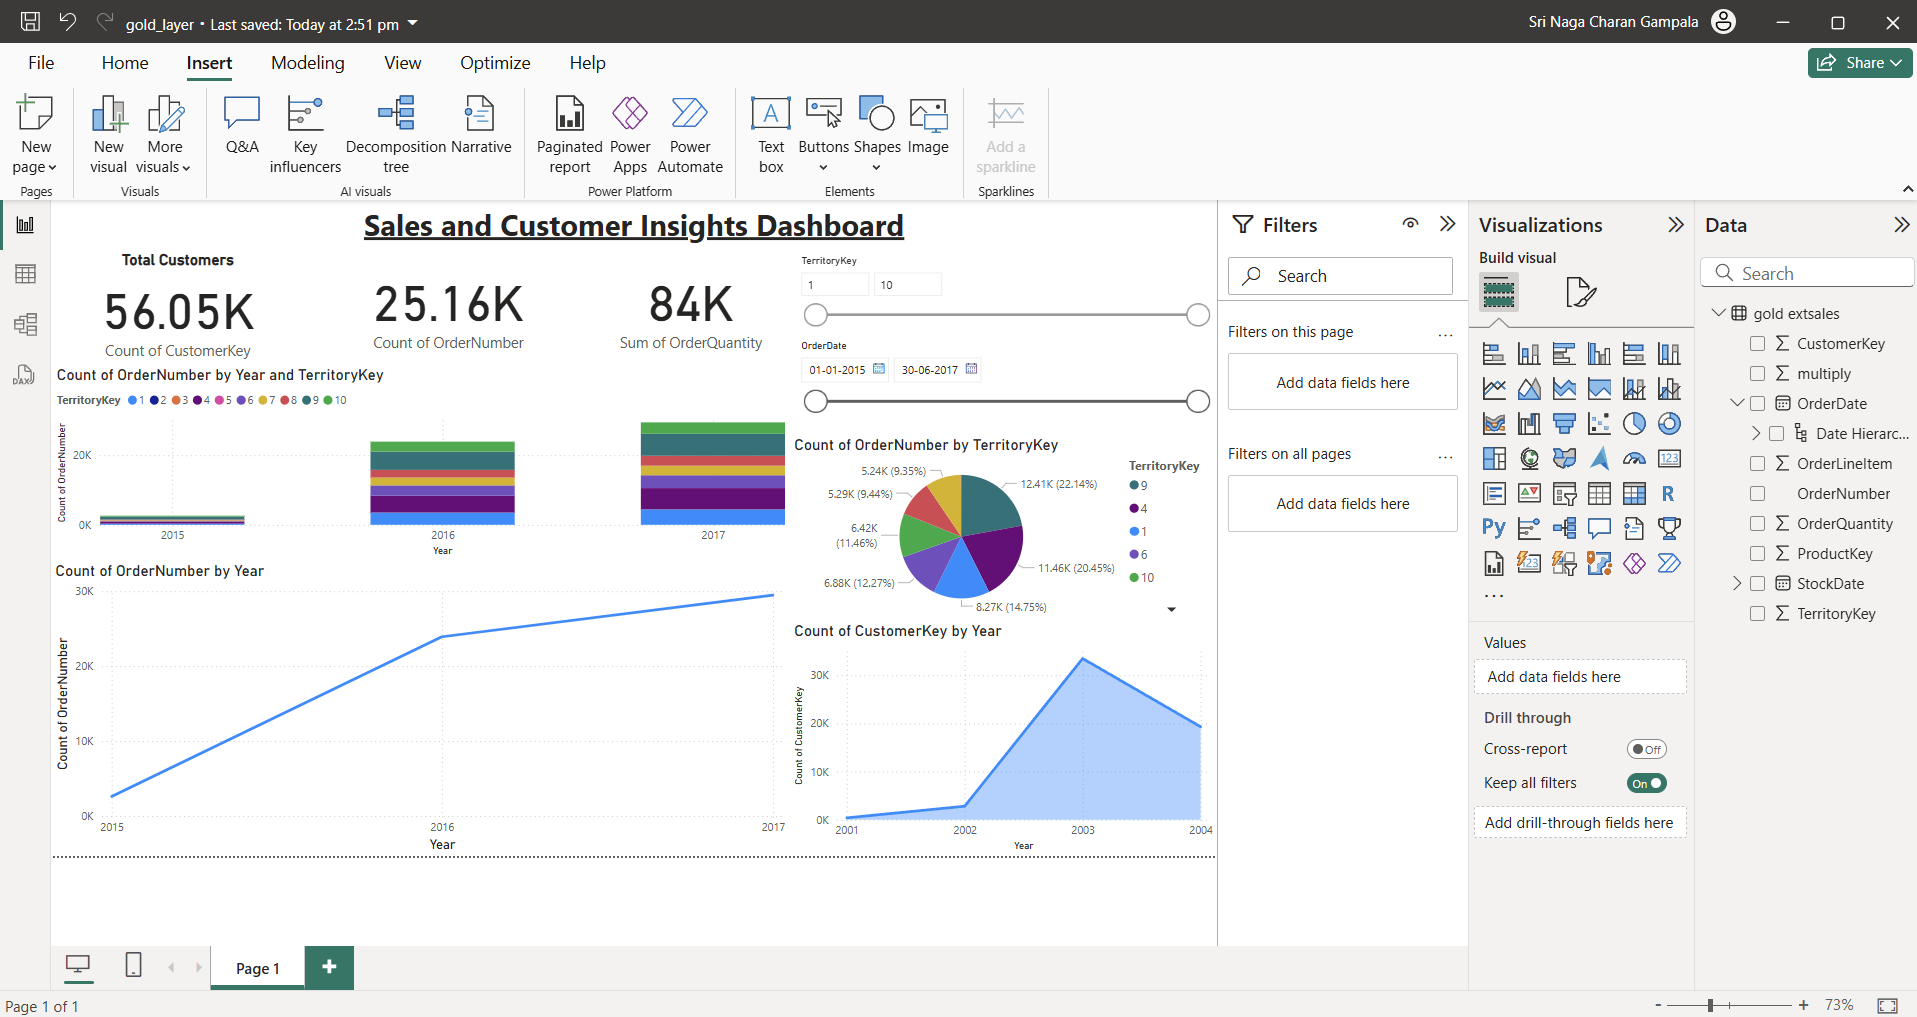 gold_layer • Last saved: Today at 2:51 pm
Sri Naga Charan Gampala
File Home Insert Modeling View Optimize Help
Share
New page
New visual
More visuals
Q&A
Key influencers
Decomposition tree
Narrative
Paginated report
Power Apps
Power Automate
Text box
Buttons
Shapes
Image
Add a sparkline
Pages Visuals AI visuals Power Platform Elements Sparklines
Sales and Customer Insights Dashboard
Total Customers
56.05K
Count of CustomerKey
25.16K
Count of OrderNumber
84K
Sum of OrderQuantity
TerritoryKey
1 10
OrderDate
01-01-2015 30-06-2017
Count of OrderNumber by Year and TerritoryKey
TerritoryKey 1 2 3 4 5 6 7 8 9 10
Count of OrderNumber
20K
0K
2015 2016 2017
Year
Count of OrderNumber by TerritoryKey
5.24K (9.35%)
5.29K (9.44%)
6.42K
(11.46%)
6.88K (12.27%)
12.41K (22.14%)
11.46K (20.45%)
8.27K (14.75%)
TerritoryKey
9
4
1
6
10
Count of OrderNumber by Year
Count of OrderNumber
30K
20K
10K
0K
2015 2016 2017
Year
Count of CustomerKey by Year
Count of CustomerKey
30K
20K
10K
0K
2001 2002 2003 2004
Year
Filters
Search
Filters on this page
...
Add data fields here
Filters on all pages
...
Add data fields here
Visualizations
Build visual
123
R
Py
123
...
Values
Add data fields here
Drill through
Cross-report
Off
Keep all filters
On
Add drill-through fields here
Data
Search
gold extsales
CustomerKey
multiply
OrderDate
Date Hierarc...
OrderLineItem
OrderNumber
OrderQuantity
ProductKey
StockDate
TerritoryKey
DAX
Page 1
Page 1 of 1
- + 73%